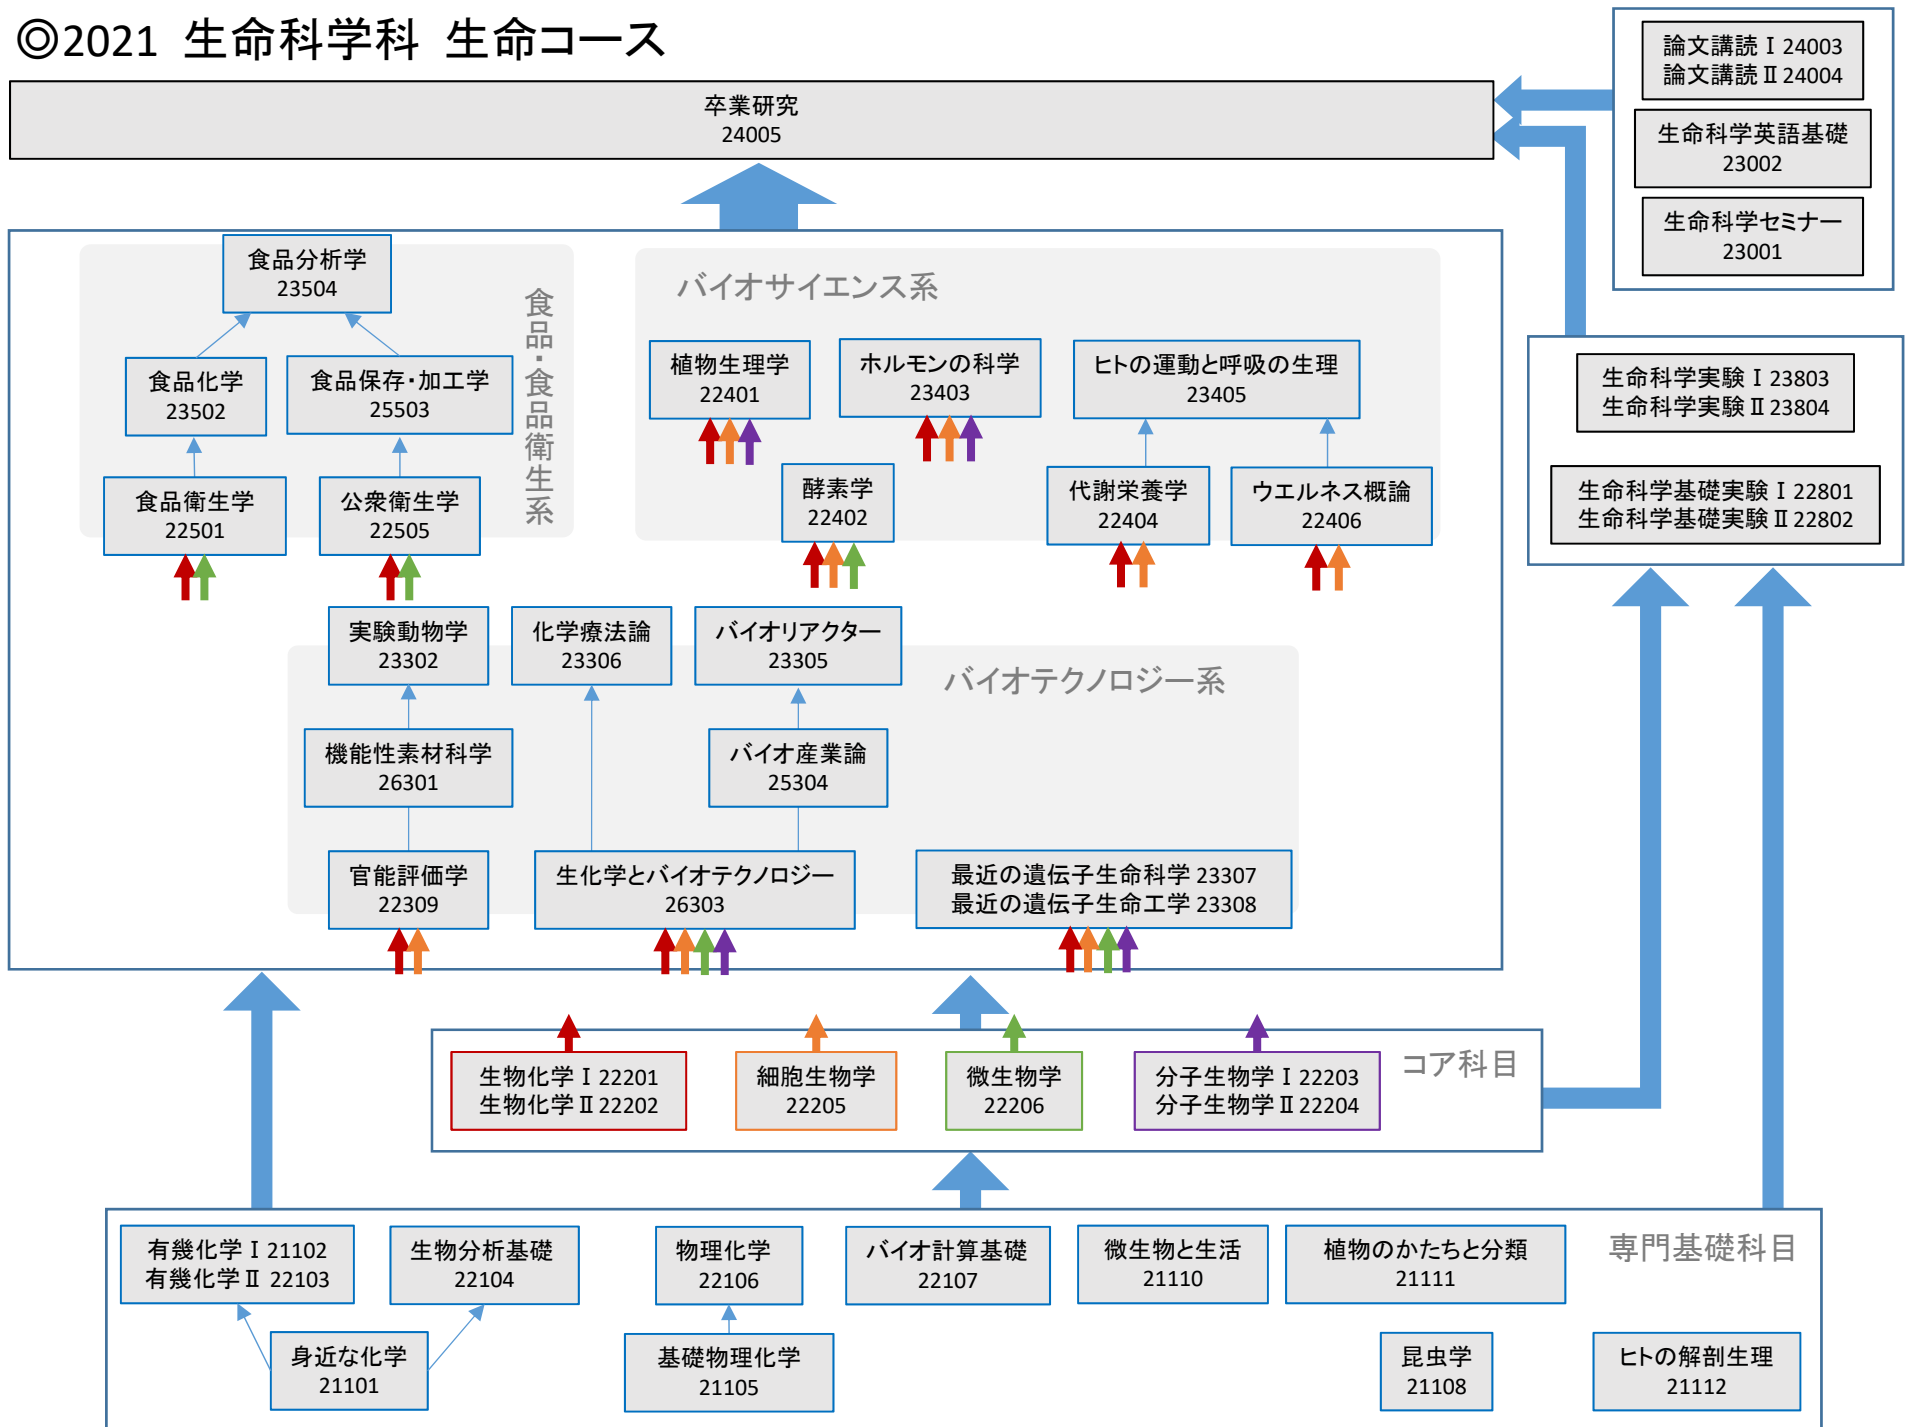 ◎2021 生命科学科 生命コース
卒業研究
24005
論文講読Ⅰ 24003
論文講読Ⅱ 24004
生命科学英語基礎
23002
生命科学セミナー
23001
食品・食品衛生系
食品分析学
23504
食品化学
23502
食品保存・加工学
25503
食品衛生学
22501
公衆衛生学
22505
バイオサイエンス系
植物生理学
22401
ホルモンの科学
23403
ヒトの運動と呼吸の生理
23405
酵素学
22402
代謝栄養学
22404
ウエルネス概論
22406
生命科学実験Ⅰ 23803
生命科学実験Ⅱ 23804
生命科学基礎実験Ⅰ 22801
生命科学基礎実験Ⅱ 22802
バイオテクノロジー系
実験動物学
23302
化学療法論
23306
バイオリアクター
23305
機能性素材科学
26301
バイオ産業論
25304
官能評価学
22309
生化学とバイオテクノロジー
26303
最近の遺伝子生命科学 23307
最近の遺伝子生命工学 23308
コア科目
生物化学Ⅰ 22201
生物化学Ⅱ 22202
細胞生物学
22205
微生物学
22206
分子生物学Ⅰ 22203
分子生物学Ⅱ 22204
専門基礎科目
有機化学Ⅰ 21102
有機化学Ⅱ 22103
生物分析基礎
22104
物理化学
22106
バイオ計算基礎
22107
微生物と生活
21110
植物のかたちと分類
21111
身近な化学
21101
基礎物理化学
21105
昆虫学
21108
ヒトの解剖生理
21112